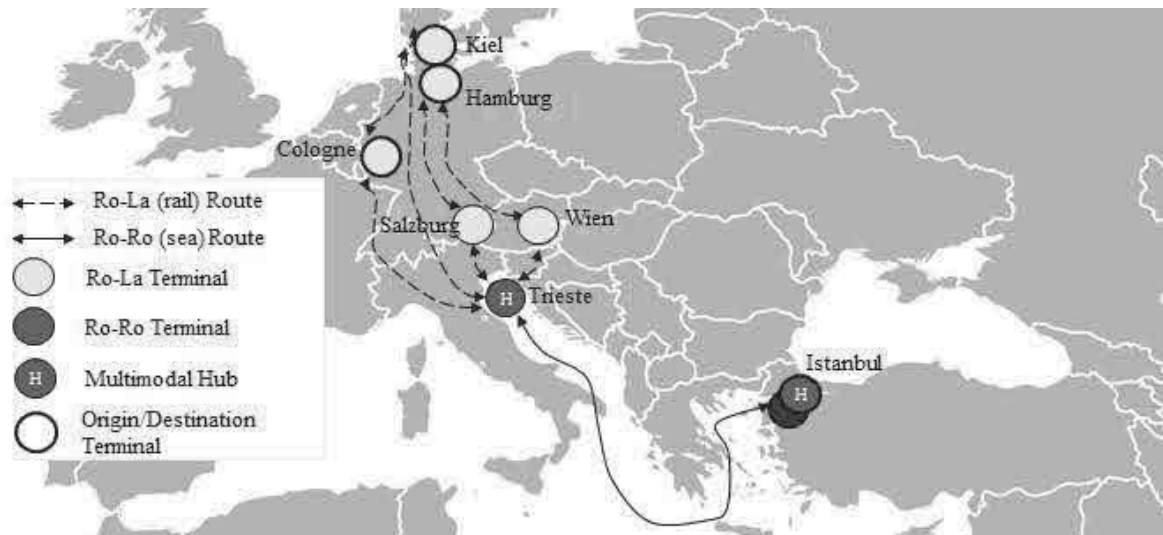 Kiel
Hamburg
Cologne
Ro-La (rail) Route
Ro-Ro (sea) Route
Salzburg
Wien
Ro-La Terminal
H
Trieste
Ro-Ro Terminal
Istanbul
H
H
Multimodal Hub
Origin/Destination
Terminal